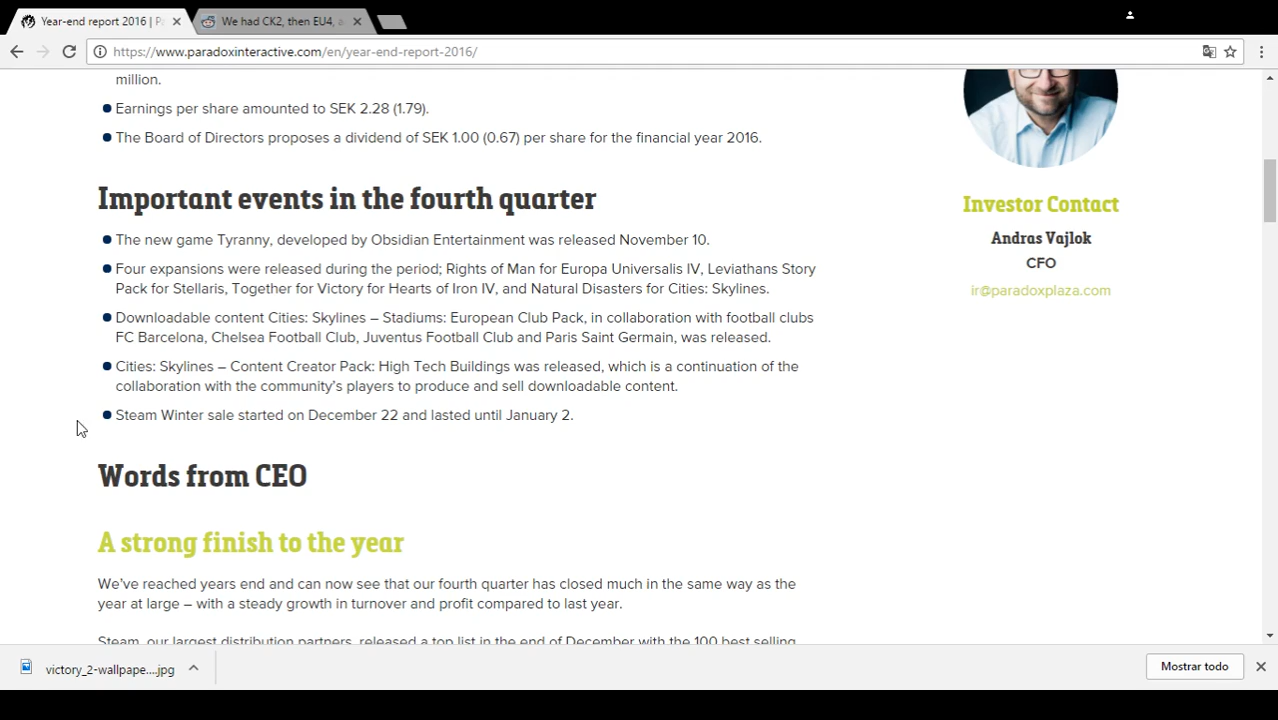 Year-end report 2016 | P
We had CK2, then EU4, a
https://www.paradoxinteractive.com/en/year-end-report-2016/
million.
Earnings per share amounted to SEK 2.28 (1.79).
The Board of Directors proposes a dividend of SEK 1.00 (0.67) per share for the financial year 2016.
Important events in the fourth quarter
The new game Tyranny, developed by Obsidian Entertainment was released November 10.
Four expansions were released during the period; Rights of Man for Europa Universalis IV, Leviathans Story
Pack for Stellaris, Together for Victory for Hearts of Iron IV, and Natural Disasters for Cities: Skylines.
Downloadable content Cities: Skylines – Stadiums: European Club Pack, in collaboration with football clubs
FC Barcelona, Chelsea Football Club, Juventus Football Club and Paris Saint Germain, was released.
Cities: Skylines – Content Creator Pack: High Tech Buildings was released, which is a continuation of the
collaboration with the community's players to produce and sell downloadable content.
Steam Winter sale started on December 22 and lasted until January 2.
Words from CEO
A strong finish to the year
We've reached years end and can now see that our fourth quarter has closed much in the same way as the
year at large – with a steady growth in turnover and profit compared to last year.
Steam, our largest distribution partners, released a top list in the end of December with the 100 best selling
Investor Contact
Andras Vajlok
CFO
ir@paradoxplaza.com
victory_2-wallpape....jpg
Mostrar todo